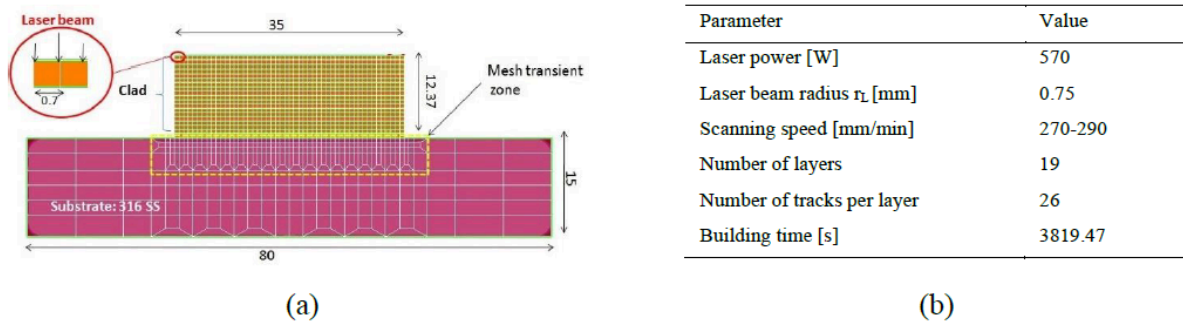 Laser beam
35
0.7
Clad
12.37
Mesh transient
zone
15
Substrate: 316 SS
80
(a)
Parameter Value
Laser power [W] 570
Laser beam radius rL [mm] 0.75
Scanning speed [mm/min] 270-290
Number of layers 19
Number of tracks per layer 26
Building time [s] 3819.47
(b)